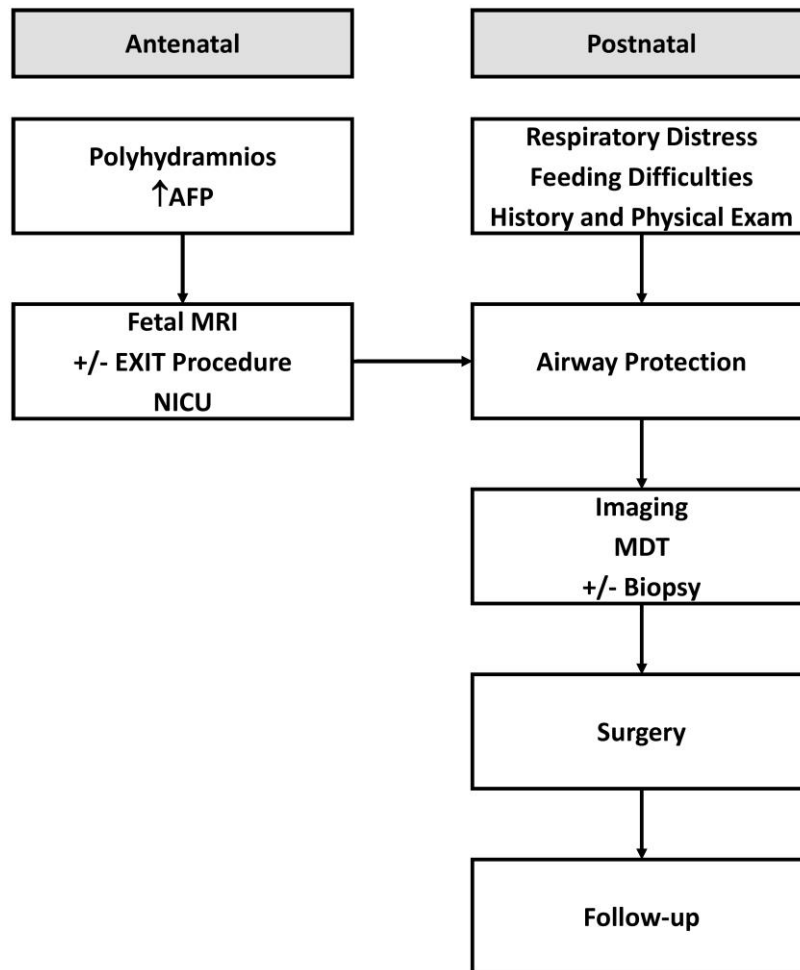 Antenatal
Polyhydramnios
↑AFP
Fetal MRI
+/- EXIT Procedure
NICU
Postnatal
Respiratory Distress
Feeding Difficulties
History and Physical Exam
Airway Protection
Imaging
MDT
+/- Biopsy
Surgery
Follow-up